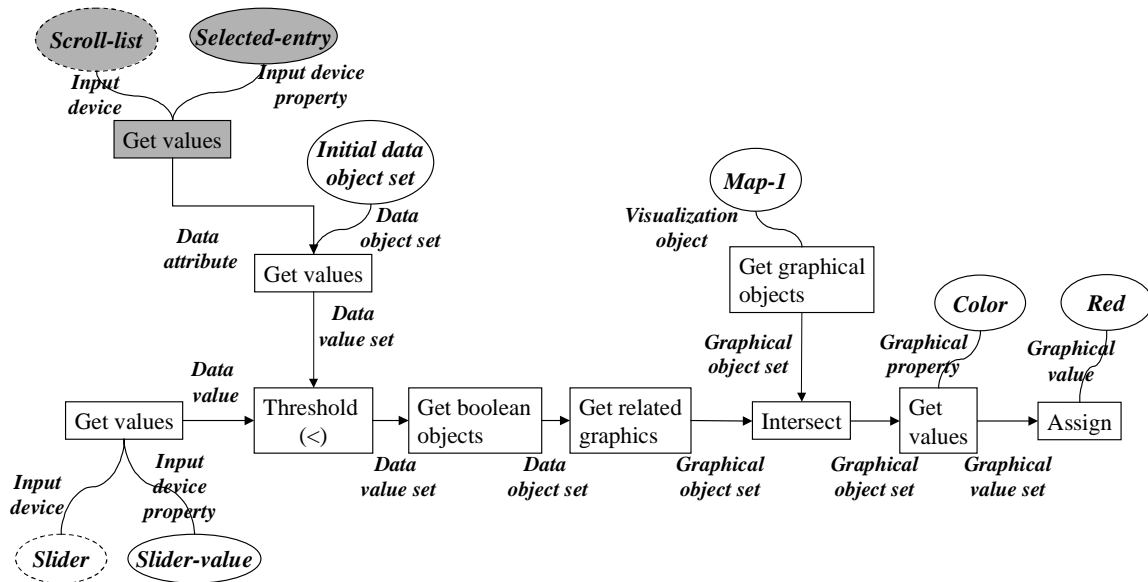 Scroll-list
Selected-entry
Input
device
Input device
property
Get values
Initial data
object set
Map-1
Data
attribute
Data
object set
Visualization
object
Get values
Get graphical
objects
Color
Red
Data
value set
Graphical
object set
Graphical
property
Graphical
value
Data
value
Get values
Threshold
(<)
Get boolean
objects
Get related
graphics
Intersect
Get
values
Assign
Data
value set
Data
object set
Graphical
object set
Graphical
object set
Graphical
value set
Input
device
Input
device
property
Slider
Slider-value